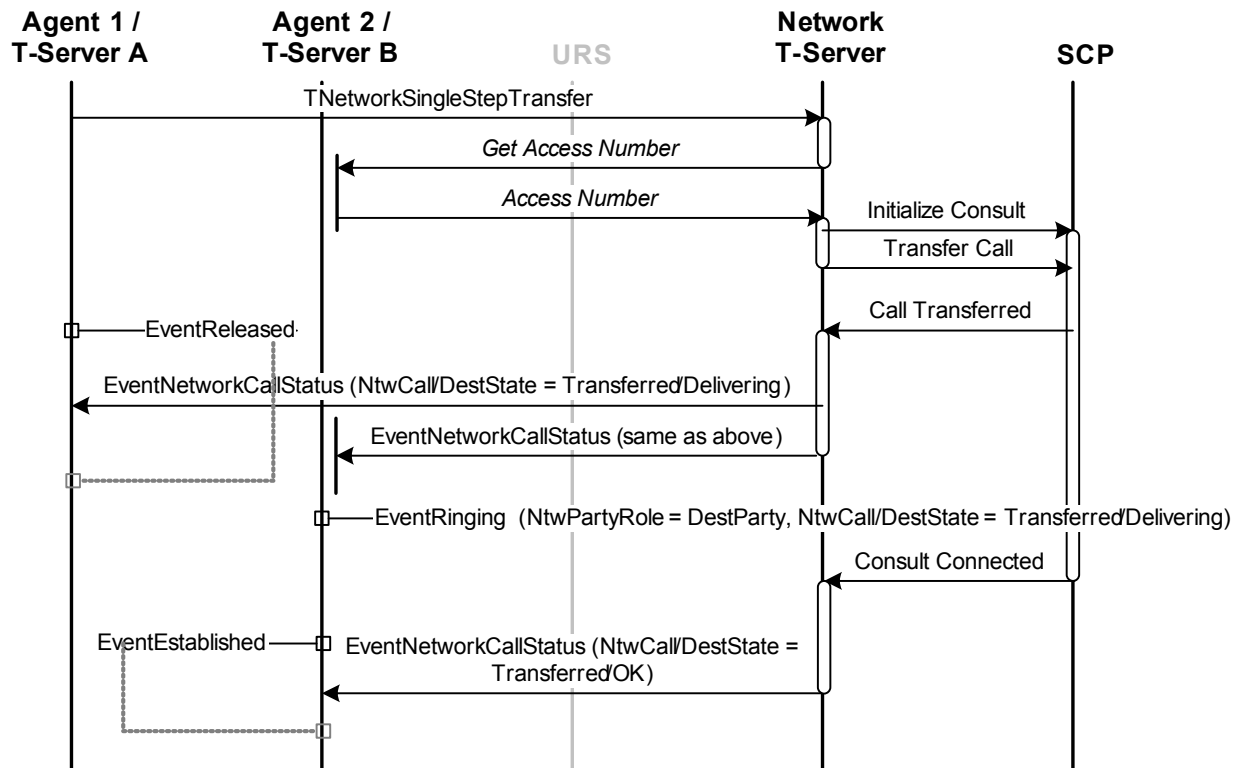 Agent 1 /
T-Server A
Agent 2 /
T-Server B
URS
Network
T-Server
SCP
TNetworkSingleStepTransfer
Get Access Number
Access Number
Initialize Consult
Transfer Call
Call Transferred
EventReleased
EventNetworkCallStatus (NtwCall/DestState = Transferred/Delivering)
EventNetworkCallStatus (same as above)
EventRinging (NtwPartyRole = DestParty, NtwCall/DestState = Transferred/Delivering)
Consult Connected
EventEstablished
EventNetworkCallStatus (NtwCall/DestState =
Transferred/OK)